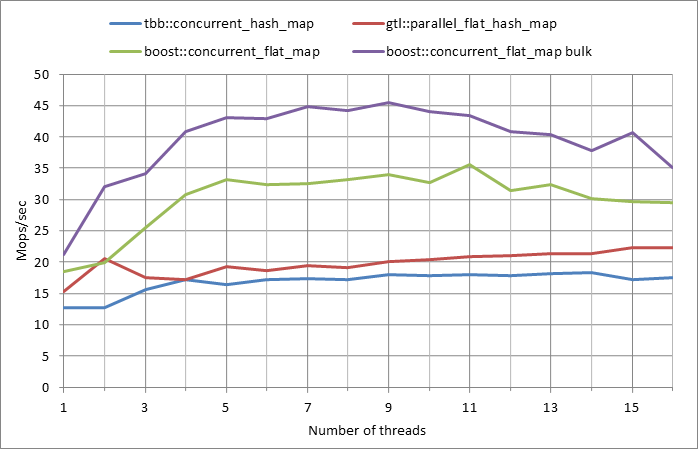 tbb::concurrent_hash_map gtl::parallel_flat_hash_map
boost::concurrent_flat_map boost::concurrent_flat_map bulk
50
45
40
35
30
25
20
15
10
5
0
Mops/sec
1 3 5 7 9 11 13 15
Number of threads